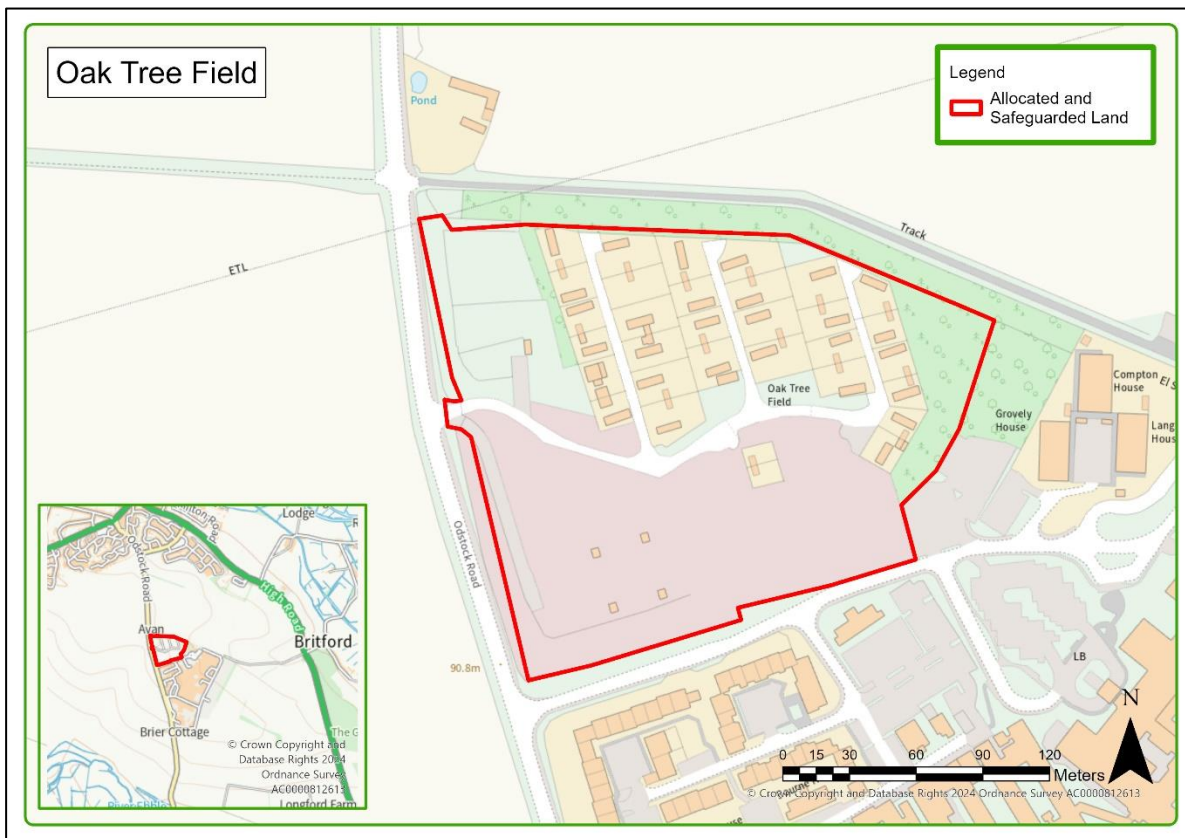 Oak Tree Field
Legend
Allocated and
Safeguarded Land
Pond
Track
ETL
Oak Tree
Field
Compton
House
Grovely
House
Odstock Road
90.8m
LB
N
0 15 30 60 90 120
Meters
© Crown Copyright and Database Rights 2024 Ordnance Survey AC0000812613
Lodge
Odstock Road
High Road
Avan
Britford
Brier Cottage
© Crown Copyright and
Database Rights 2024
Ordnance Survey
AC0000812613
Longford Farm